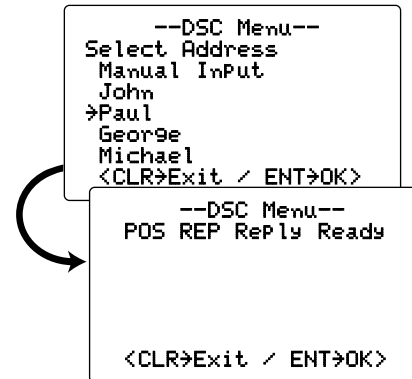 --DSC Menu--
Select Address
Manual InPut
John
→Paul
George
Michael
<CLR→Exit / ENT→OK>
--DSC Menu--
POS REP RePly Ready
<CLR→Exit / ENT→OK>